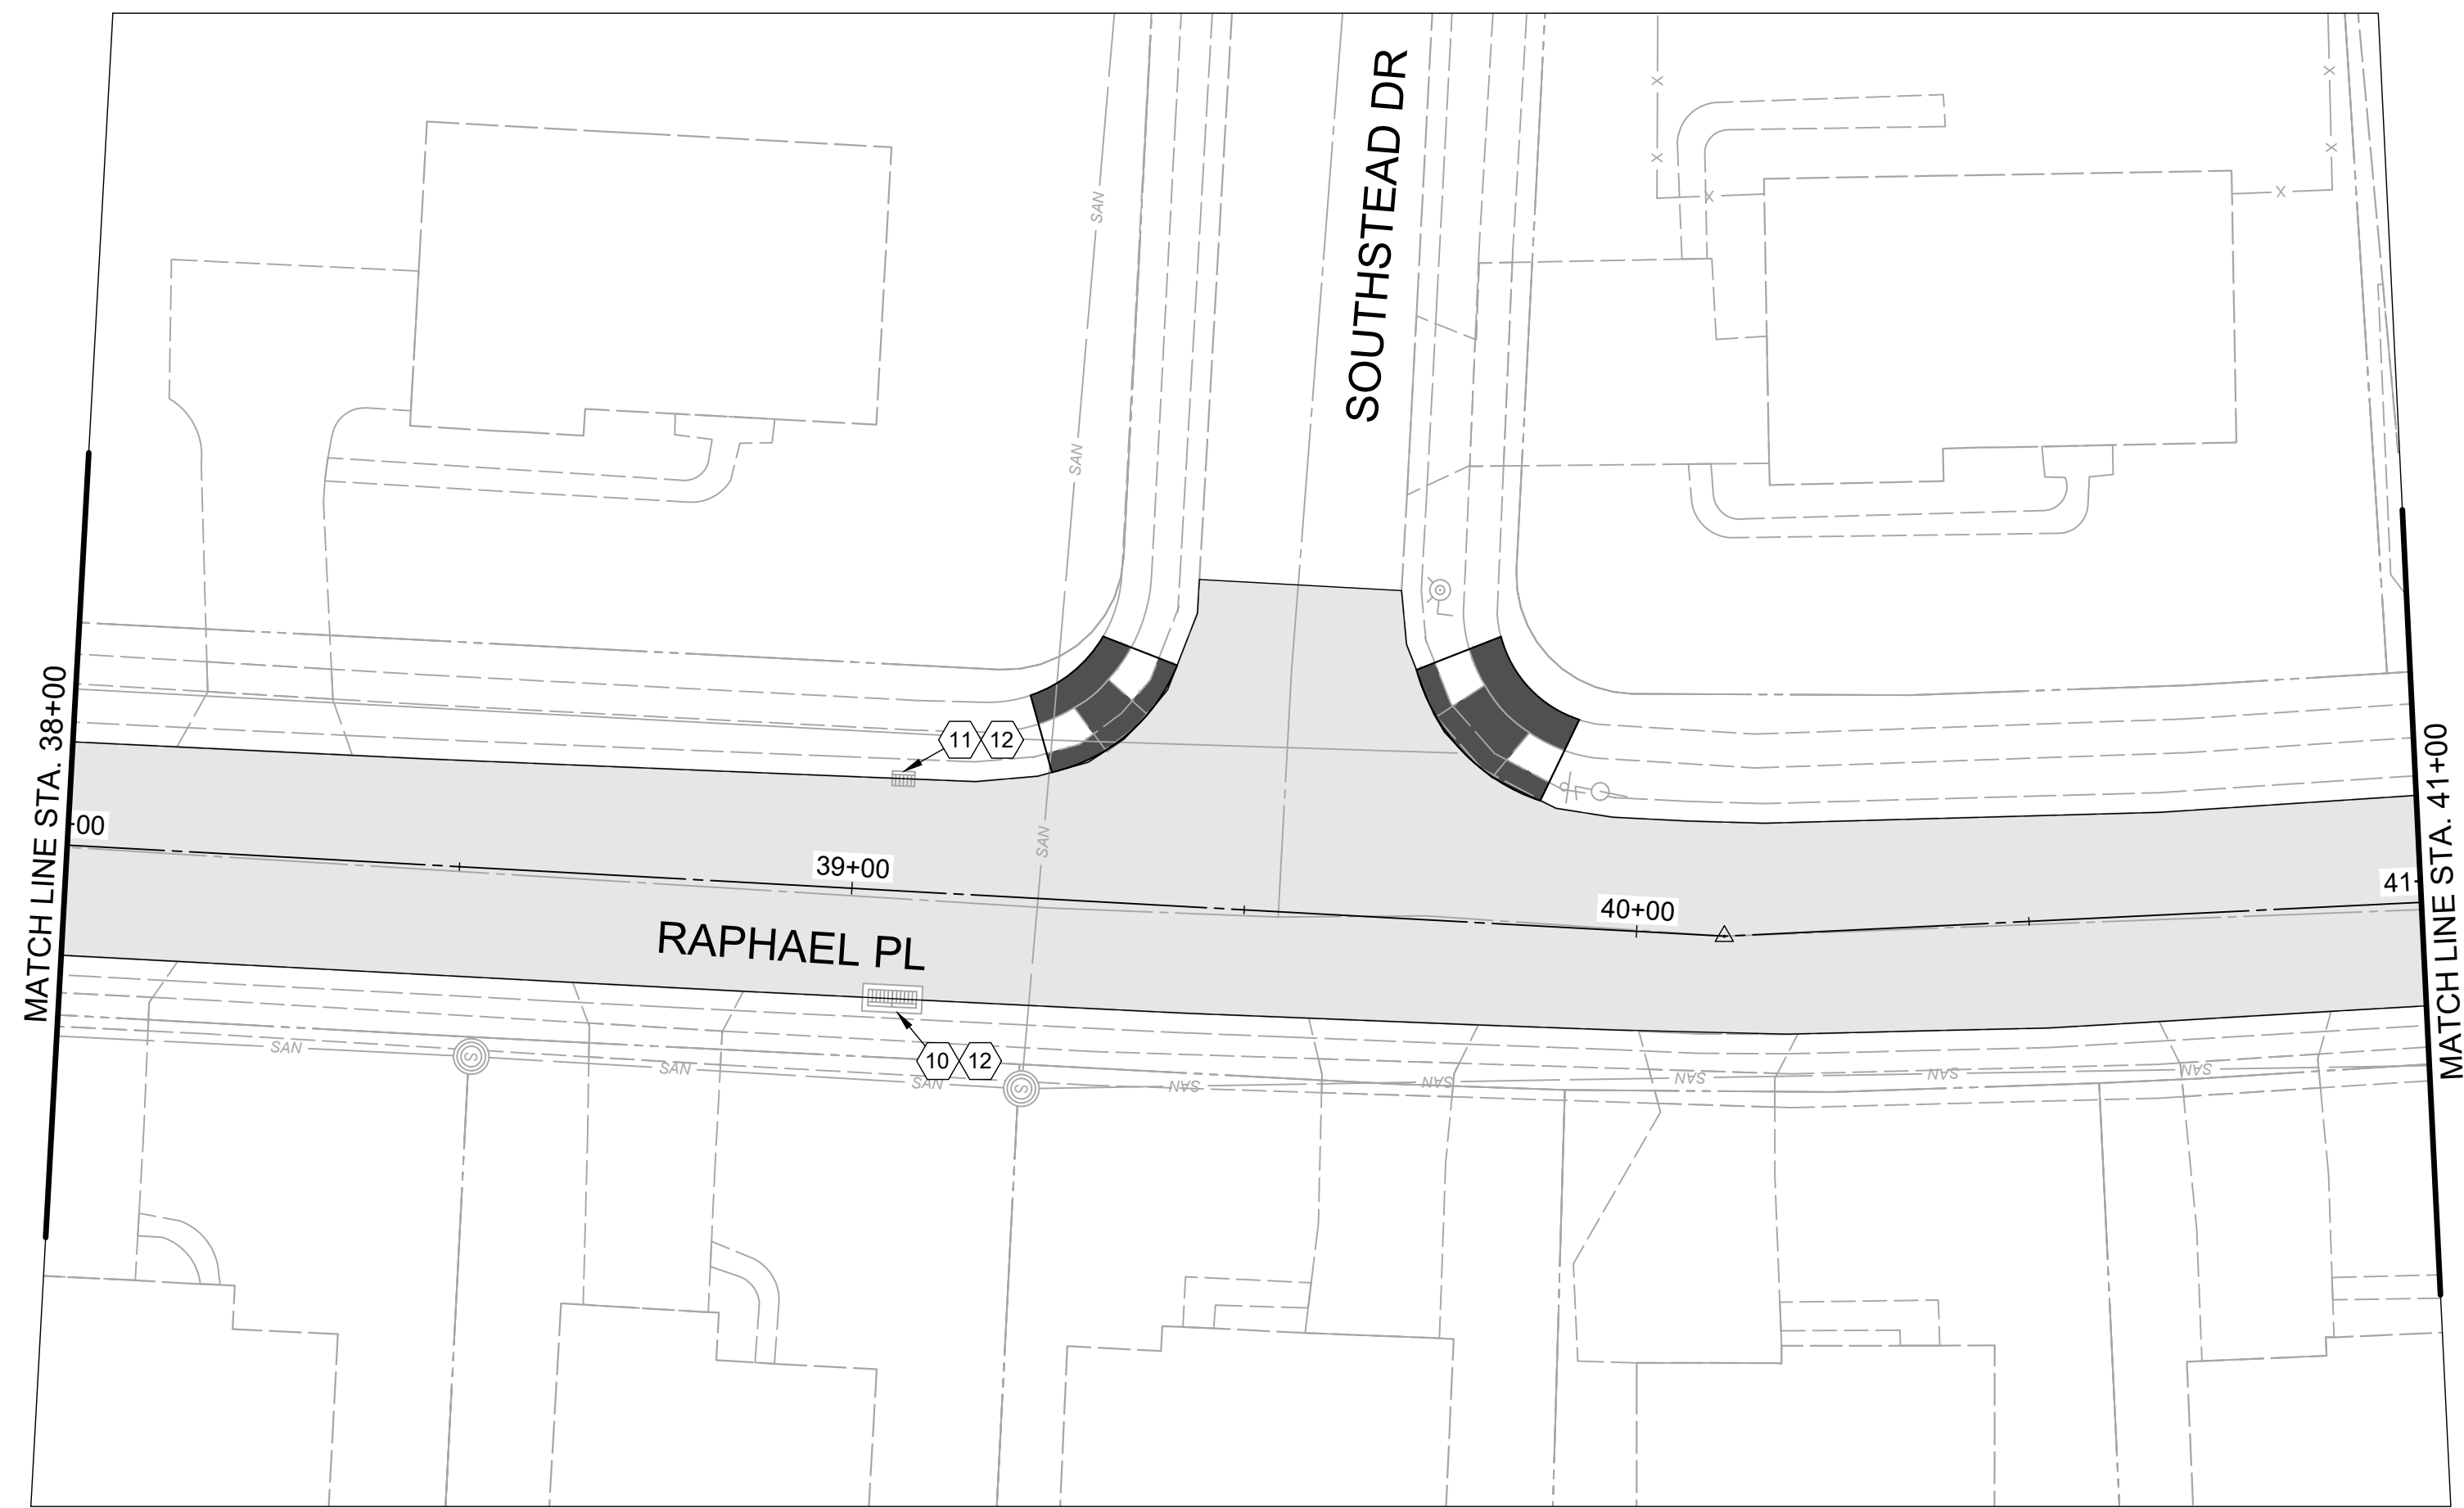 SOUTHSTEAD DR
X
X
X
X
X
X
SAN
SAN
MATCH LINE STA. 38+00
11
12
+00
39+00
SAN
40+00
41+
MATCH LINE STA. 41+00
RAPHAEL PL
10
12
SAN
S
SAN
SAN
S
SAN
SAN
SAN
SAN
SAN